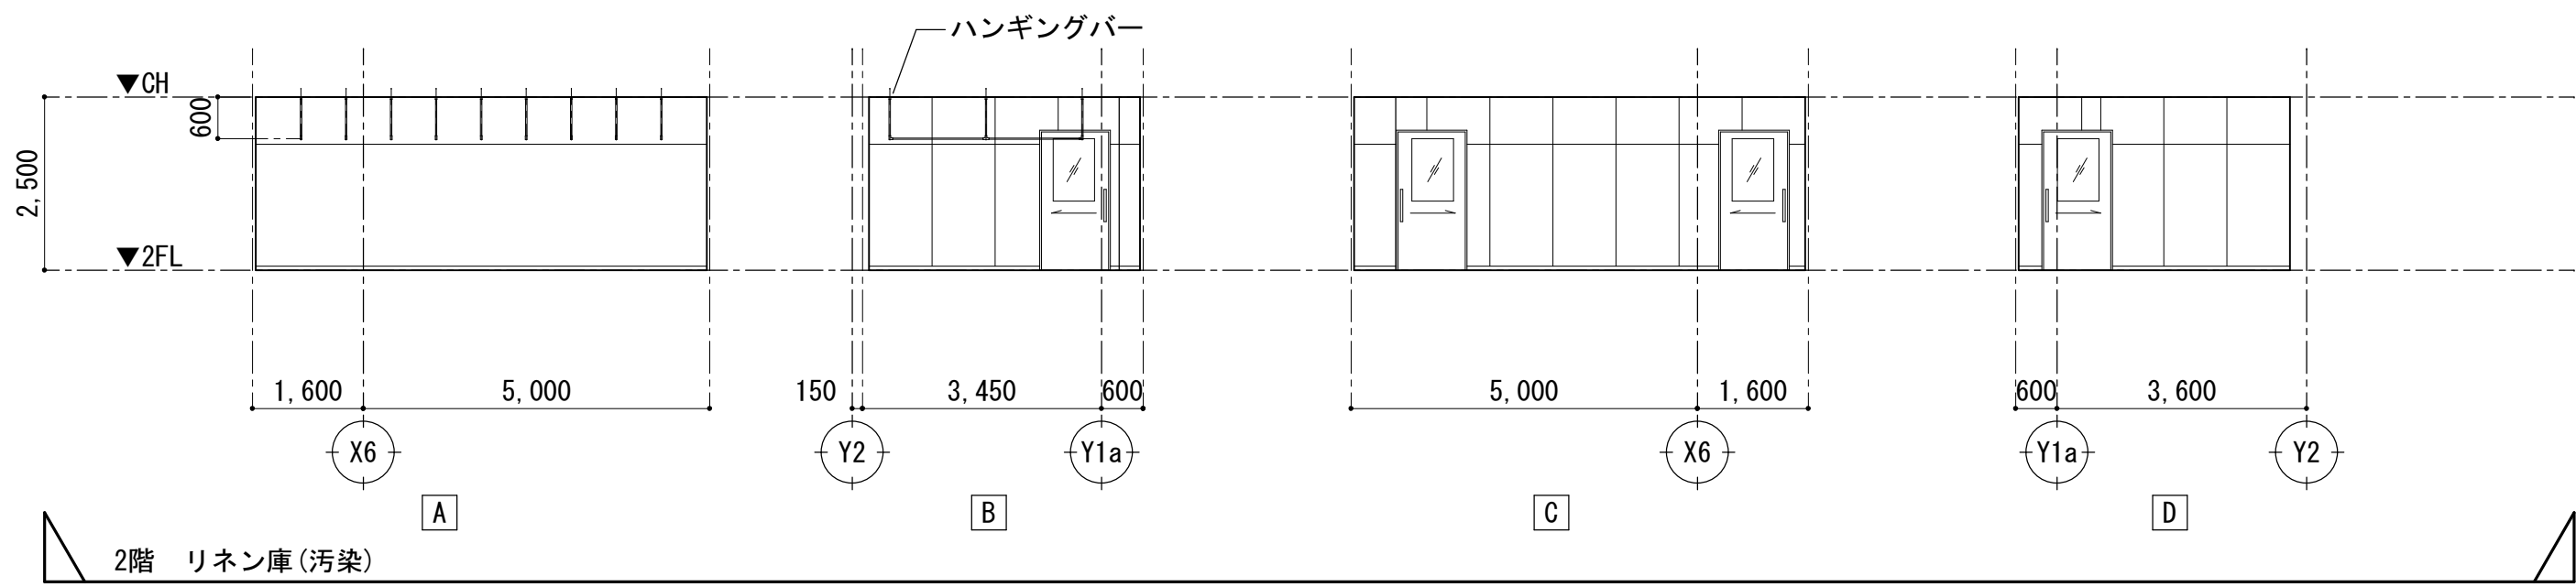 ハンギングバー
▼CH
600
2,500
▼2FL
1,600 5,000 150 3,450 600 5,000 1,600 600 3,600
X6 Y2 Y1a X6 Y1a Y2
A B C D
2階 リネン庫(汚染)